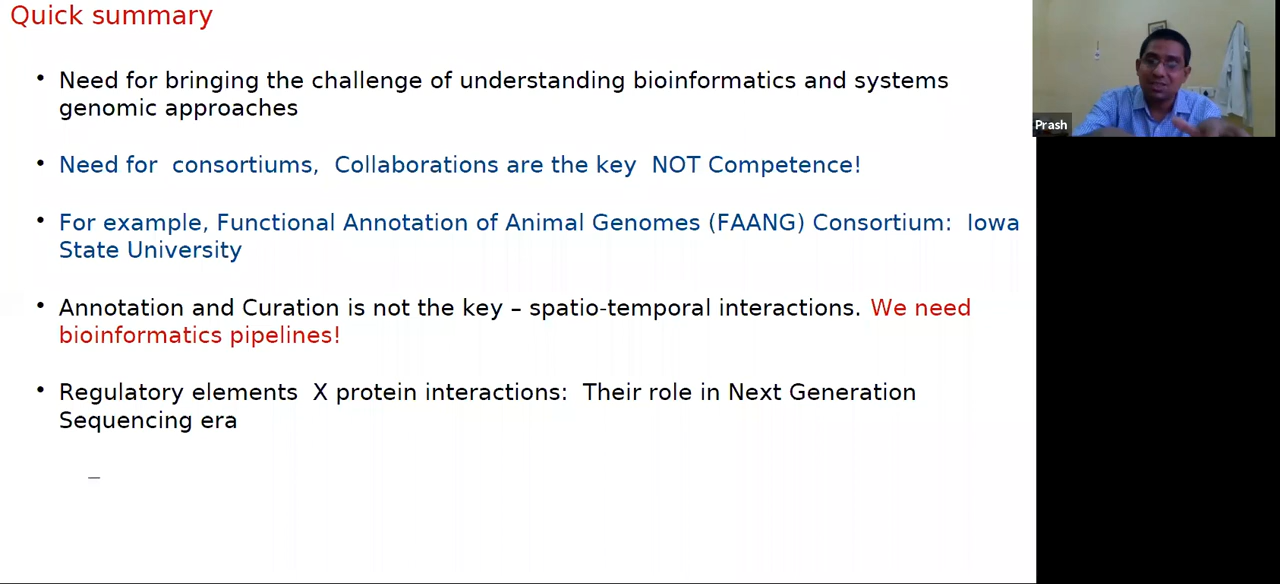 Quick summary
• Need for bringing the challenge of understanding bioinformatics and systems
genomic approaches
• Need for consortiums, Collaborations are the key NOT Competence!
• For example, Functional Annotation of Animal Genomes (FAANG) Consortium: Iowa
State University
• Annotation and Curation is not the key – spatio-temporal interactions. We need
bioinformatics pipelines!
• Regulatory elements X protein interactions: Their role in Next Generation
Sequencing era
–
Prash